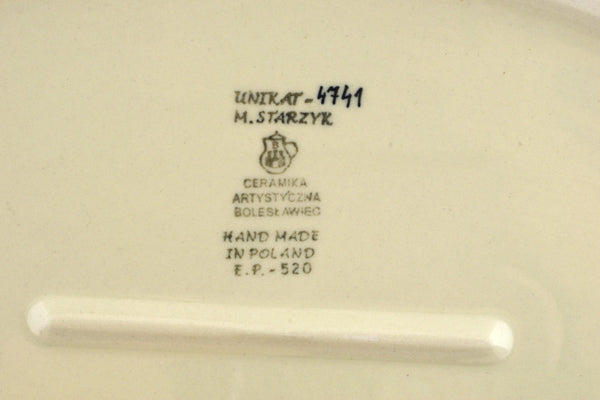 UNIKAT-4741
M. STARZYK
B
CERAMIKA
ARTYSTYCZNA
BOLESŁAWIEC
HAND MADE
IN POLAND
E.P.-520